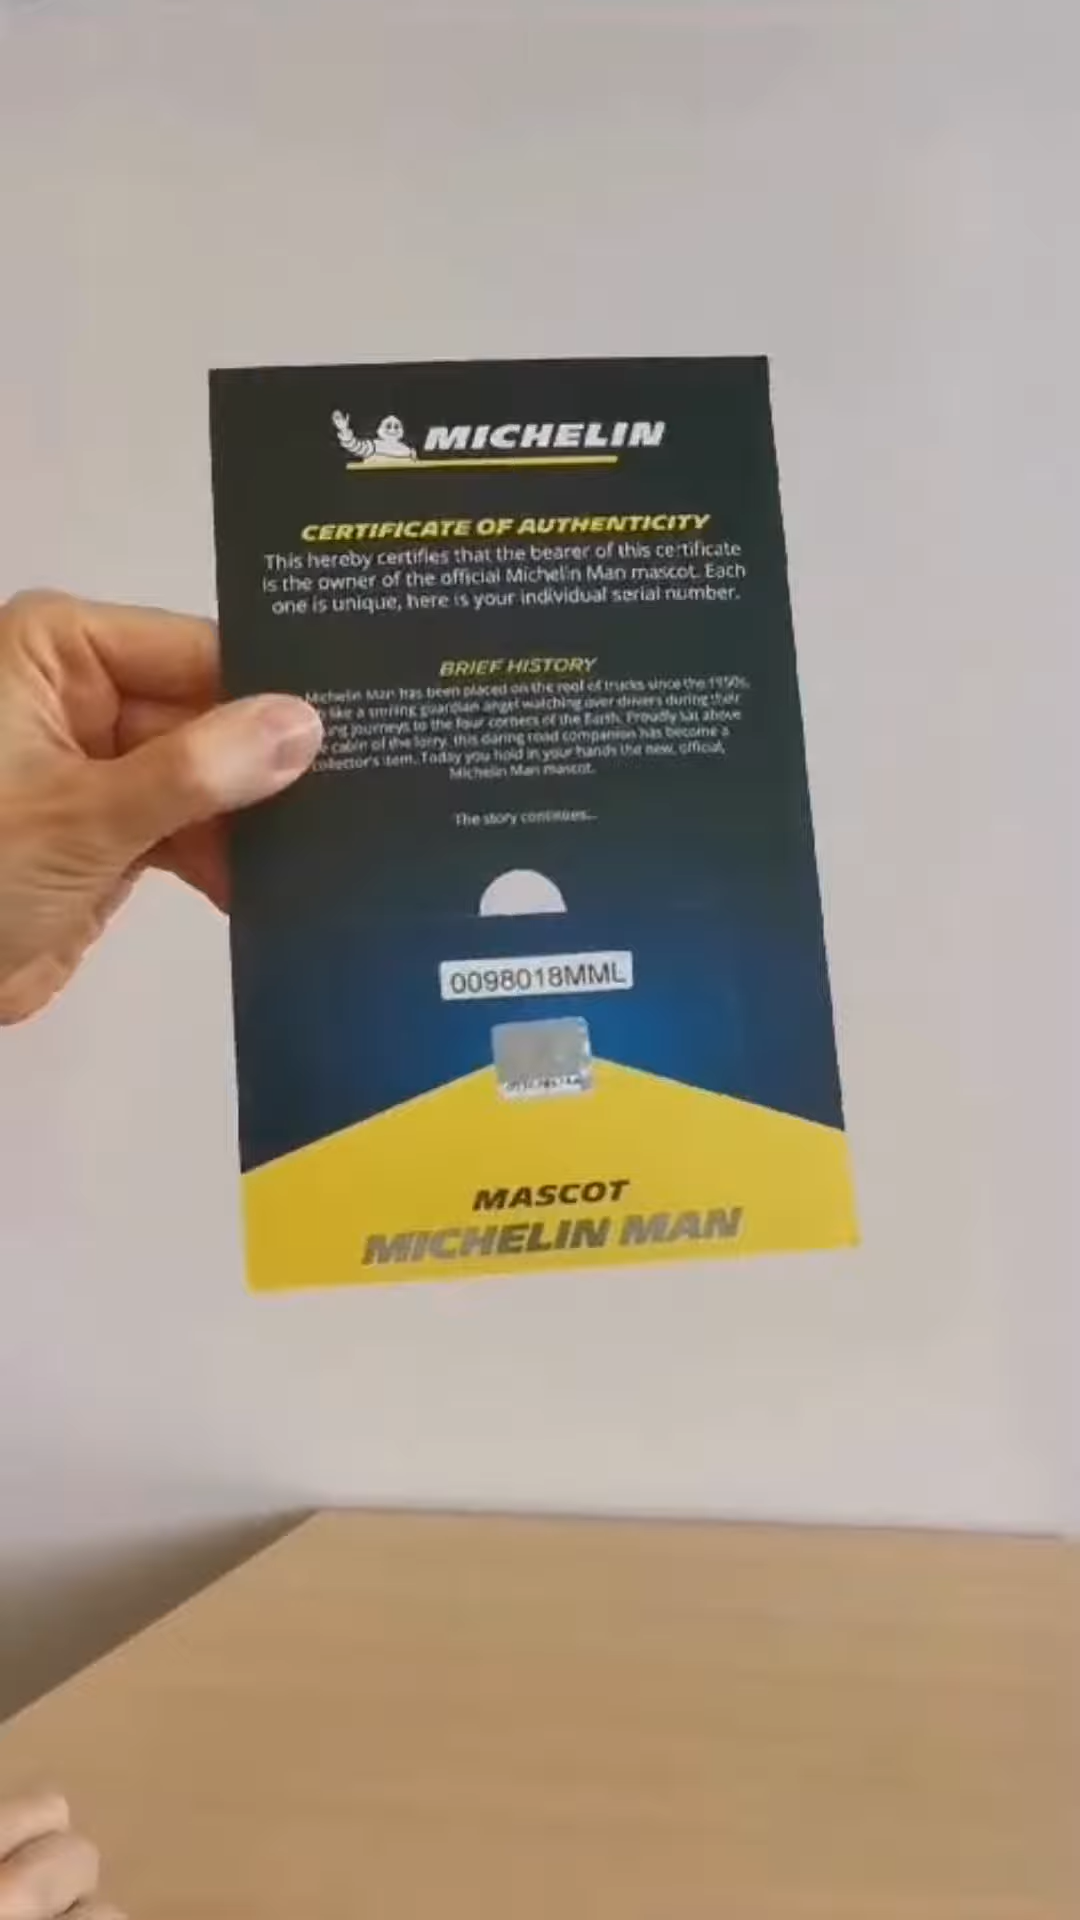 MICHELIN
CERTIFICATE OF AUTHENTICITY
This hereby certifies that the bearer of this certificate
is the owner of the official Michelin Man mascot. Each
one is unique, here is your individual serial number.
BRIEF HISTORY
Michelin Man has been placed on the roof of trucks since the 1950s,
like a smiling guardian angel watching over drivers during their
journeys to the four corners of the Earth. Proudly sat above
cabin of the lorry, this daring road companion has become a
collector's item. Today you hold in your hands the new, official,
Michelin Man mascot.
The story continues...
0098018MML
MASCOT
MICHELIN MAN